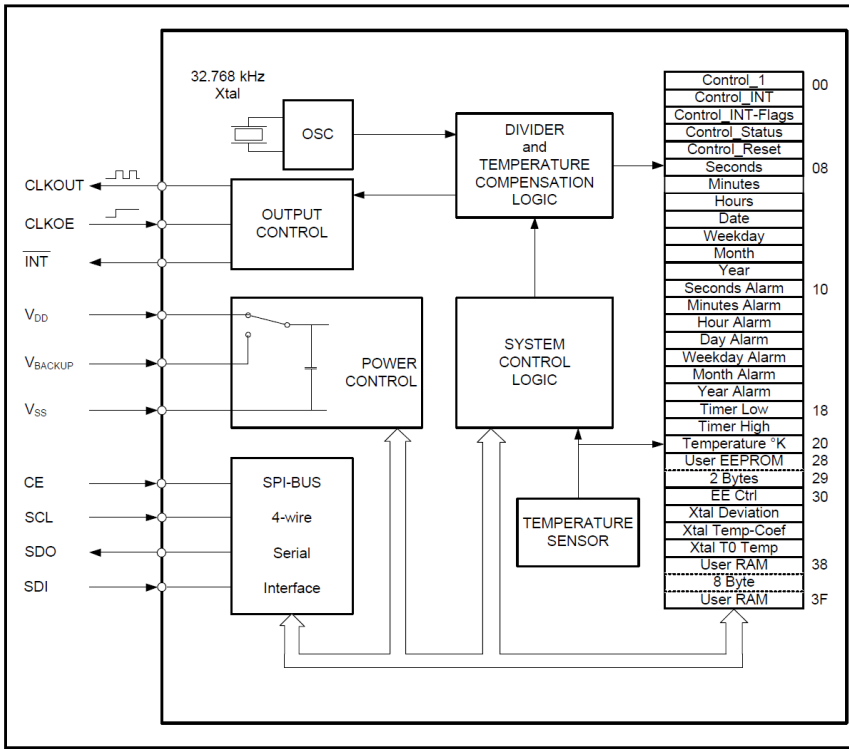 32.768 kHz
Xtal
OSC
DIVIDER
and
TEMPERATURE
COMPENSATION
LOGIC
CLKOUT
CLKOE
INT
OUTPUT
CONTROL
VDD
VBACKUP
VSS
POWER
CONTROL
SYSTEM
CONTROL
LOGIC
CE
SCL
SDO
SDI
SPI-BUS
4-wire
Serial
Interface
TEMPERATURE
SENSOR
Control_1 00
Control_INT
Control_INT-Flags
Control_Status
Control_Reset
Seconds 08
Minutes
Hours
Date
Weekday
Month
Year
Seconds Alarm 10
Minutes Alarm
Hour Alarm
Day Alarm
Weekday Alarm
Month Alarm
Year Alarm
Timer Low 18
Timer High
Temperature °K 20
User EEPROM 28
2 Bytes 29
EE Ctrl 30
Xtal Deviation
Xtal Temp-Coef
Xtal T0 Temp
User RAM 38
8 Byte
User RAM 3F